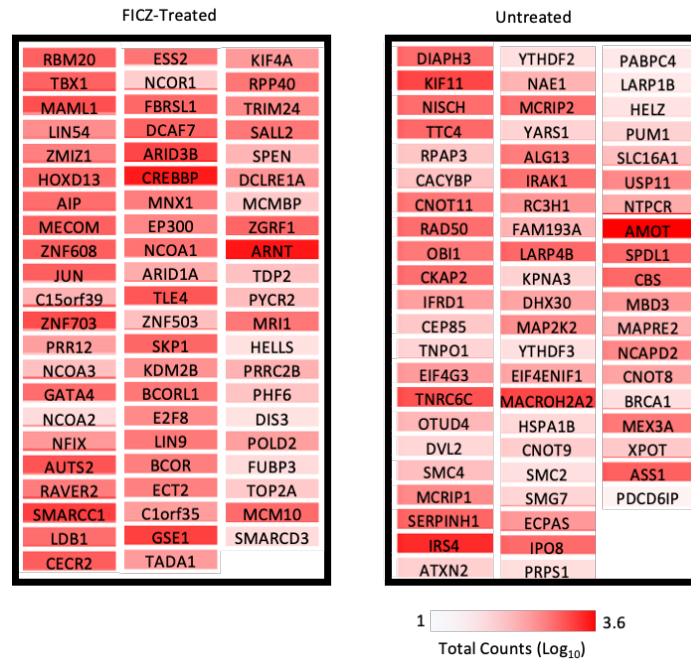 FICZ-Treated
RBM20
TBX1
MAML1
LIN54
ZMIZ1
HOXD13
AIP
MECOM
ZNF608
JUN
C15orf39
ZNF703
PRR12
NCOA3
GATA4
NCOA2
NFIX
AUTS2
RAVER2
SMARCC1
LDB1
CECR2
ESS2
NCOR1
FBRSL1
DCAF7
ARID3B
CREBBP
MNX1
EP300
NCOA1
ARID1A
TLE4
ZNF503
SKP1
KDM2B
BCORL1
E2F8
LIN9
BCOR
ECT2
C1orf35
GSE1
TADA1
KIF4A
RPP40
TRIM24
SALL2
SPEN
DCLRE1A
MCMBP
ZGRF1
ARNT
TDP2
PYCR2
MRI1
HELLS
PRRC2B
PHF6
DIS3
POLD2
FUBP3
TOP2A
MCM10
SMARCD3
Untreated
DIAPH3
KIF11
NISCH
TTC4
RPAP3
CACYBP
CNOT11
RAD50
OBI1
CKAP2
IFRD1
CEP85
TNPO1
EIF4G3
TNRC6C
OTUD4
DVL2
SMC4
MCRIP1
SERPINH1
IRS4
ATXN2
YTHDF2
NAE1
MCRIP2
YARS1
ALG13
IRAK1
RC3H1
FAM193A
LARP4B
KPNA3
DHX30
MAP2K2
YTHDF3
EIF4ENIF1
MACROH2A2
HSPA1B
CNOT9
SMC2
SMG7
ECPAS
IPO8
PRPS1
PABPC4
LARP1B
HELZ
PUM1
SLC16A1
USP11
NTPCR
AMOT
SPDL1
CBS
MBD3
MAPRE2
NCAPD2
CNOT8
BRCA1
MEX3A
XPOT
ASS1
PDCD6IP
1 3.6
Total Counts (Log10)